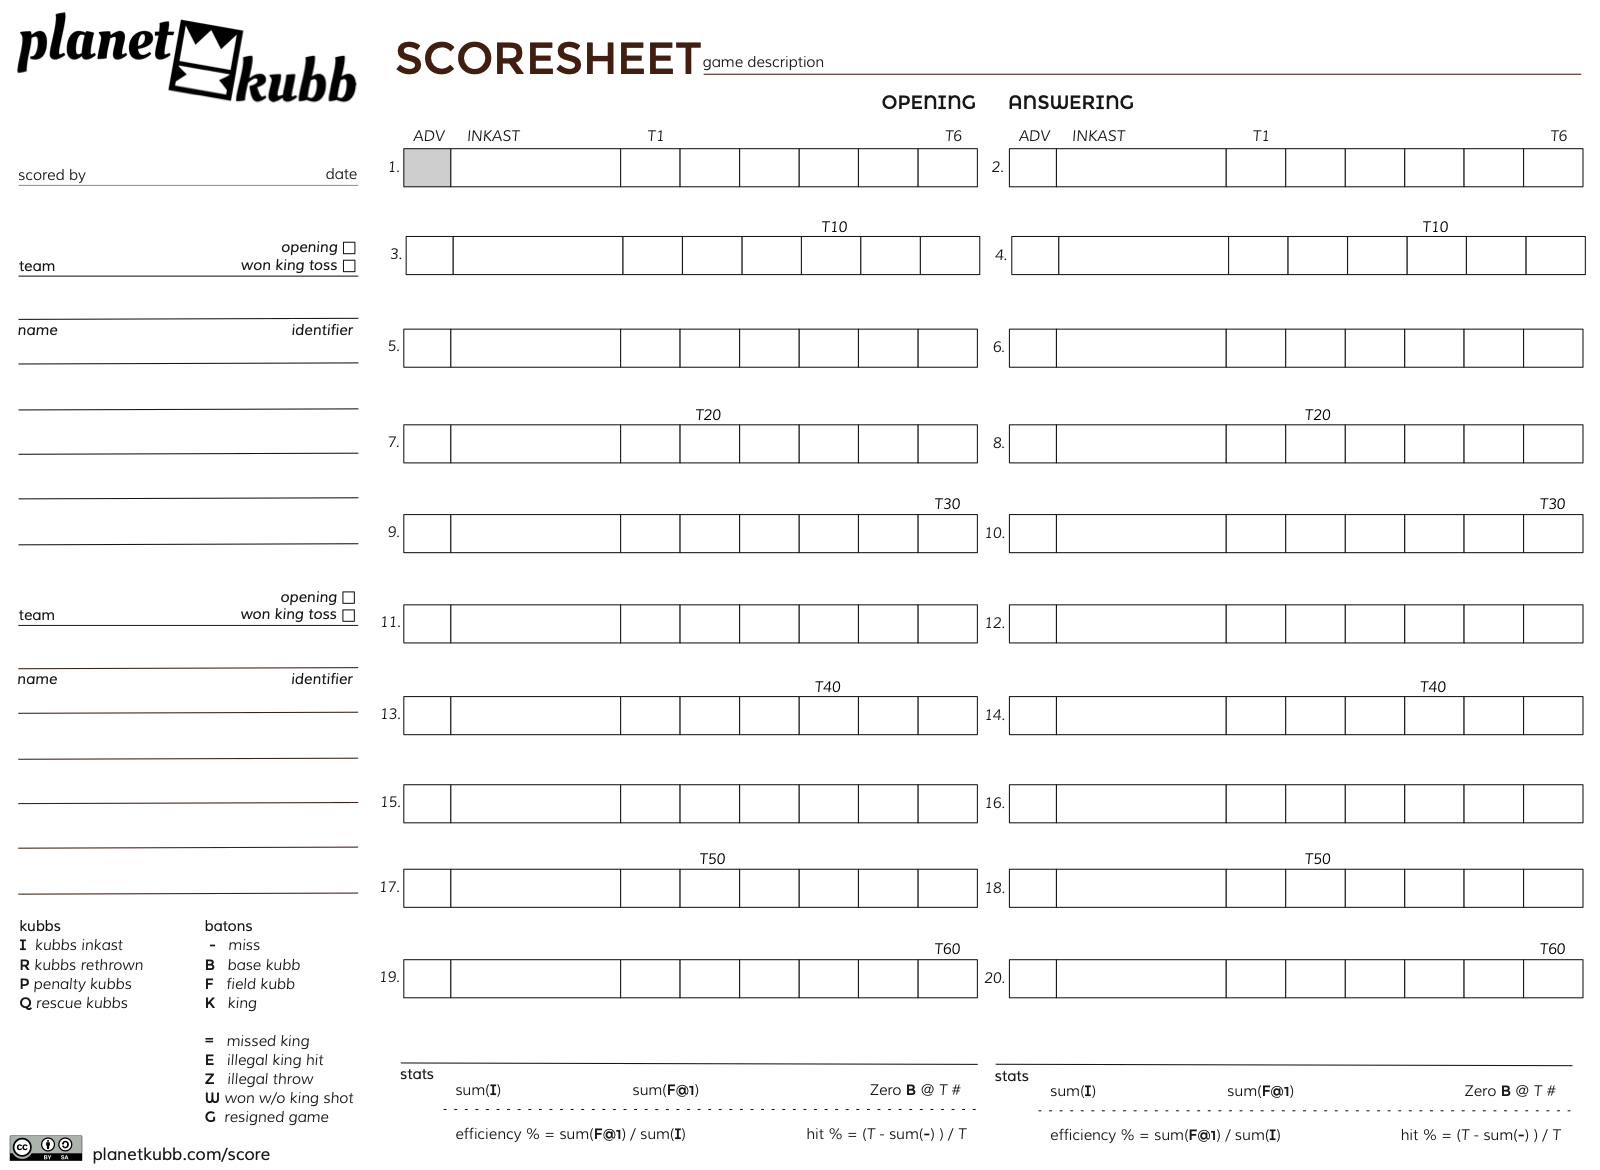 planet
kubb
SCORESHEET game description
OPENING ANSWERING
ADV INKAST T1 T6 ADV INKAST T1 T6
1. 2.
scored by date
T10 T10
3. 4.
opening
team won king toss
name identifier
5. 6.
T20 T20
7. 8.
T30 T30
9. 10.
opening
team won king toss
11. 12.
name identifier
T40 T40
13. 14.
15. 16.
T50 T50
17. 18.
T60 T60
19. 20.
kubbs
I kubbs inkast
R kubbs rethrown
P penalty kubbs
Q rescue kubbs
batons
- miss
B base kubb
F field kubb
K king
= missed king
E illegal king hit
Z illegal throw
W won w/o king shot
G resigned game
stats
sum(I) sum(F@1) Zero B @ T #
efficiency % = sum(F@1) / sum(I) hit % = (T - sum(-) ) / T
stats
sum(I) sum(F@1) Zero B @ T #
efficiency % = sum(F@1) / sum(I) hit % = (T - sum(-) ) / T
cc BY SA planetkubb.com/score